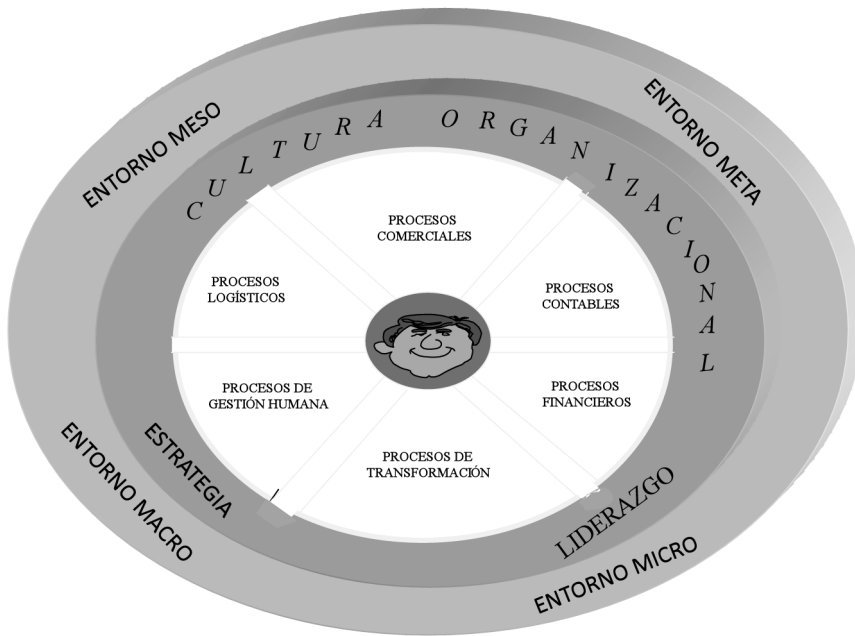 ENTORNO MESO
ENTORNO META
CULTURA ORGANIZACIONAL
PROCESOS
COMERCIALES
PROCESOS
LOGÍSTICOS
PROCESOS
CONTABLES
PROCESOS DE
GESTIÓN HUMANA
PROCESOS
FINANCIEROS
PROCESOS DE
TRANSFORMACIÓN
ESTRATEGIA
LIDERAZGO
ENTORNO MACRO
ENTORNO MICRO